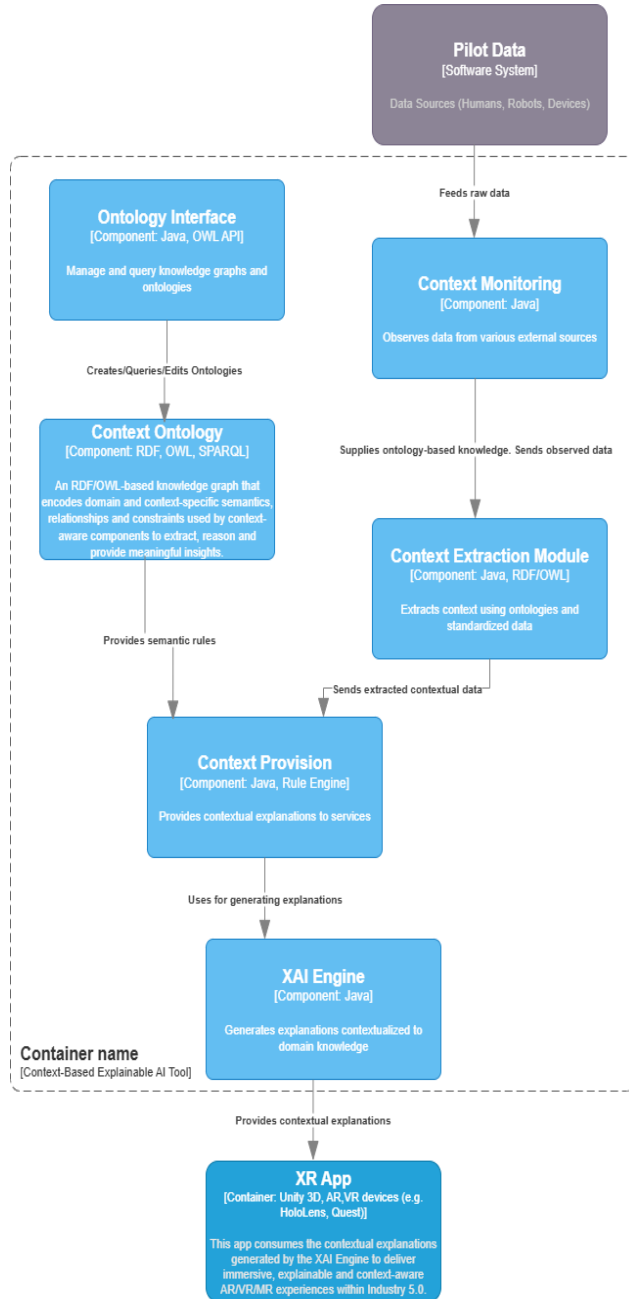 Pilot Data
[Software System]
Data Sources (Humans, Robots, Devices)
Feeds raw data
Ontology Interface
[Component: Java, OWL API]
Manage and query knowledge graphs and
ontologies
Context Monitoring
[Component: Java]
Observes data from various external sources
Creates/Queries/Edits Ontologies
Context Ontology
[Component: RDF, OWL, SPARQL]
An RDF/OWL-based knowledge graph that
encodes domain and context-specific semantics,
relationships and constraints used by context-
aware components to extract, reason and
provide meaningful insights.
Supplies ontology-based knowledge. Sends observed data
Context Extraction Module
[Component: Java, RDF/OWL]
Extracts context using ontologies and
standardized data
Provides semantic rules
Sends extracted contextual data
Context Provision
[Component: Java, Rule Engine]
Provides contextual explanations to services
Uses for generating explanations
XAI Engine
[Component: Java]
Generates explanations contextualized to
domain knowledge
Container name
[Context-Based Explainable AI Tool]
Provides contextual explanations
XR App
[Container: Unity 3D, AR,VR devices (e.g.
HoloLens, Quest)]
This app consumes the contextual explanations
generated by the XAI Engine to deliver
immersive, explainable and context-aware
AR/VR/MR experiences within Industry 5.0.